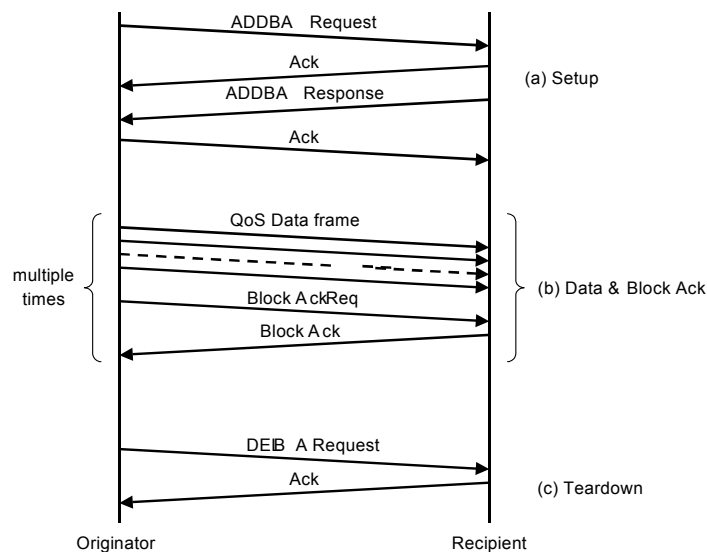 ADDBA Request
Ack
(a) Setup
ADDBA Response
Ack
QoS Data frame
multiple
times
(b) Data & Block Ack
Block AckReq
Block Ack
DELBA Request
Ack
(c) Teardown
Originator
Recipient